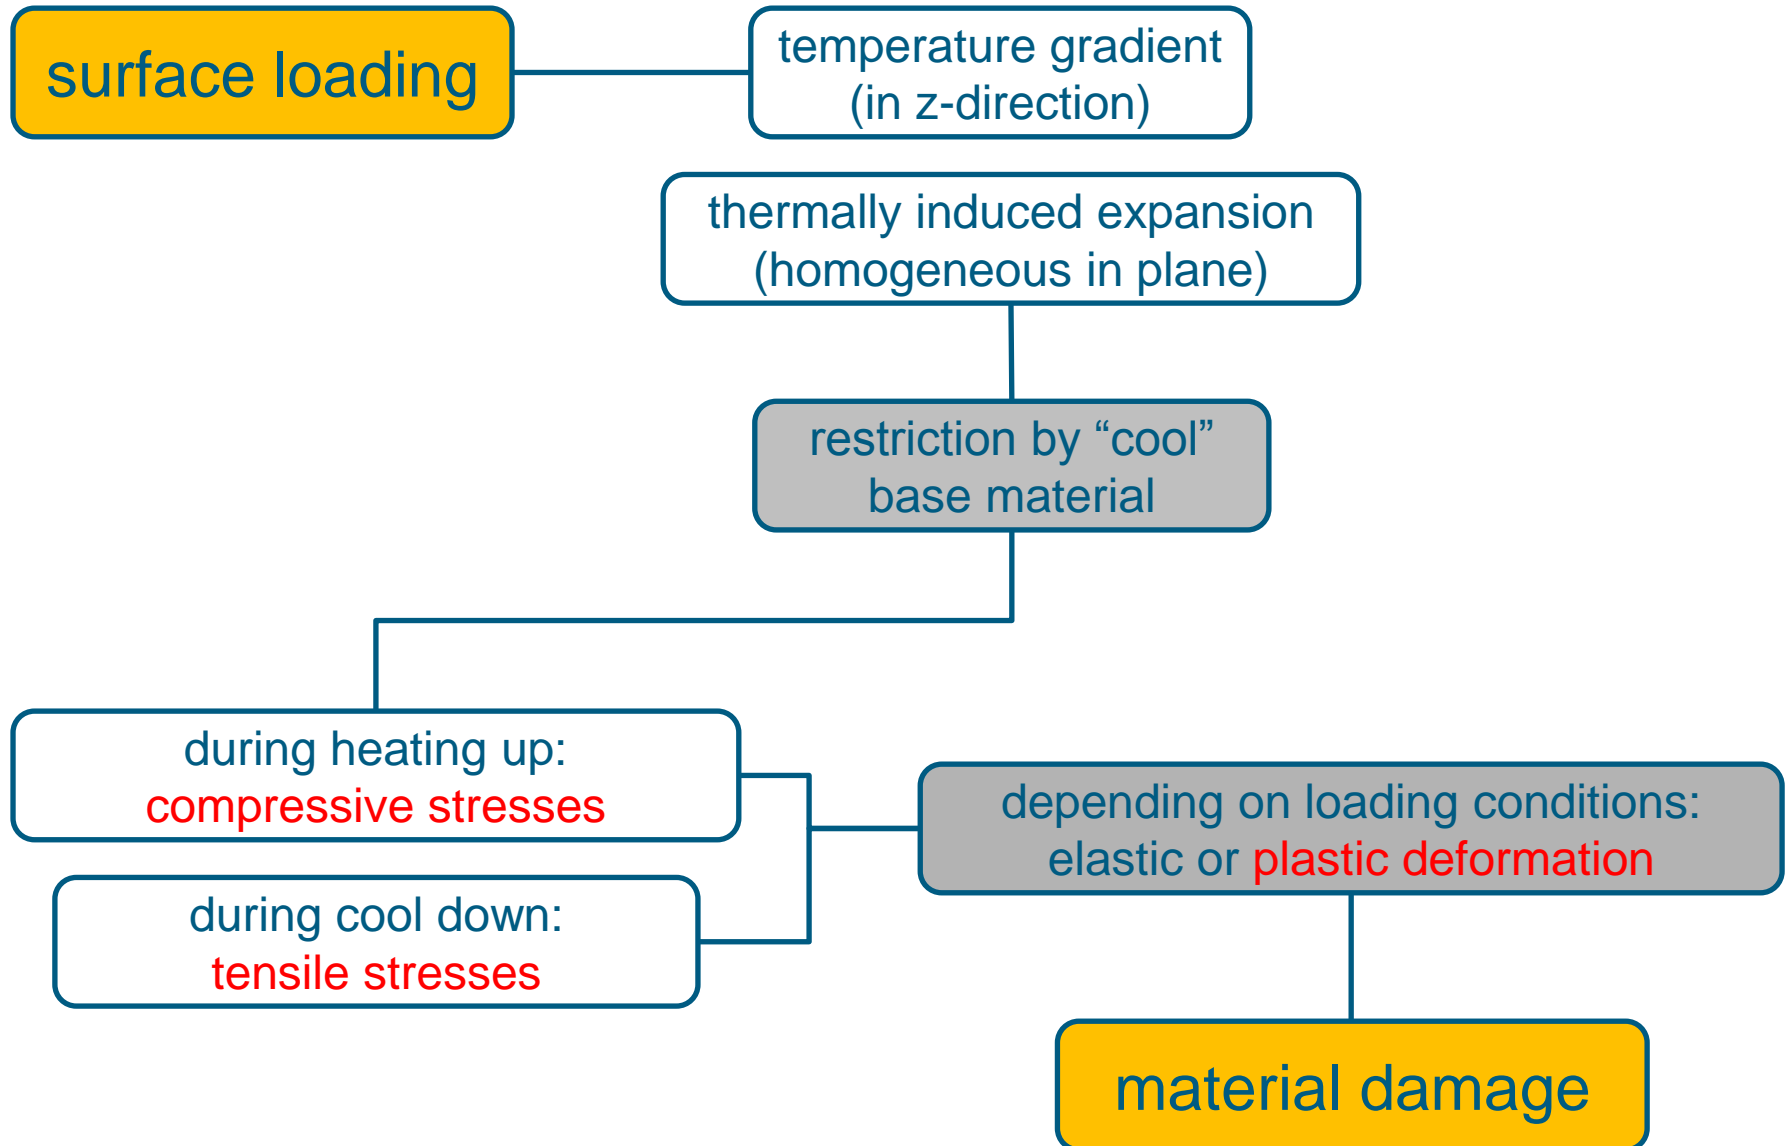 surface loading
temperature gradient
(in z-direction)
thermally induced expansion
(homogeneous in plane)
restriction by “cool”
base material
during heating up:
compressive stresses
during cool down:
tensile stresses
depending on loading conditions:
elastic or plastic deformation
material damage